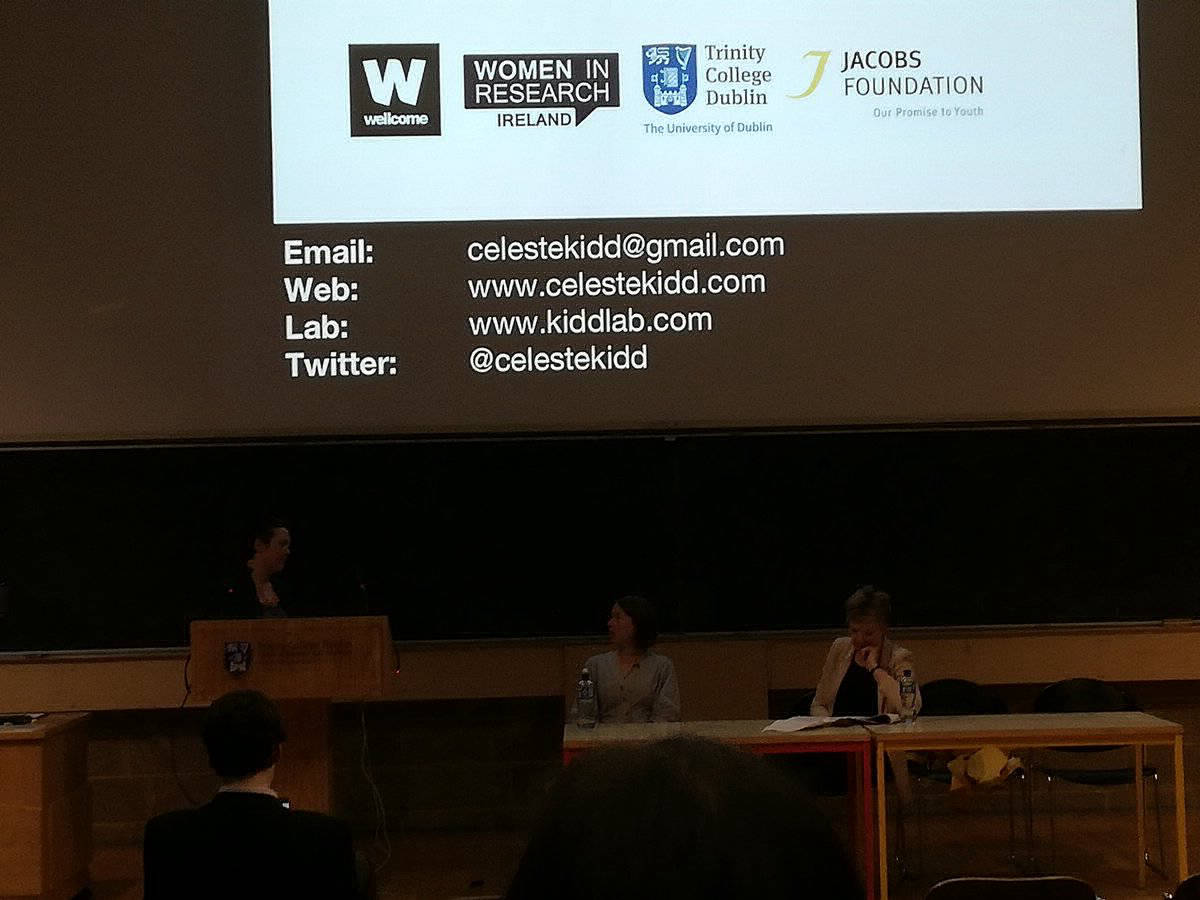 W
wellcome
WOMEN IN
RESEARCH
IRELAND
Trinity
College
Dublin
The University of Dublin
J
JACOBS
FOUNDATION
Our Promise to Youth
Email: celestekidd@gmail.com
Web: www.celestekidd.com
Lab: www.kiddlab.com
Twitter: @celestekidd